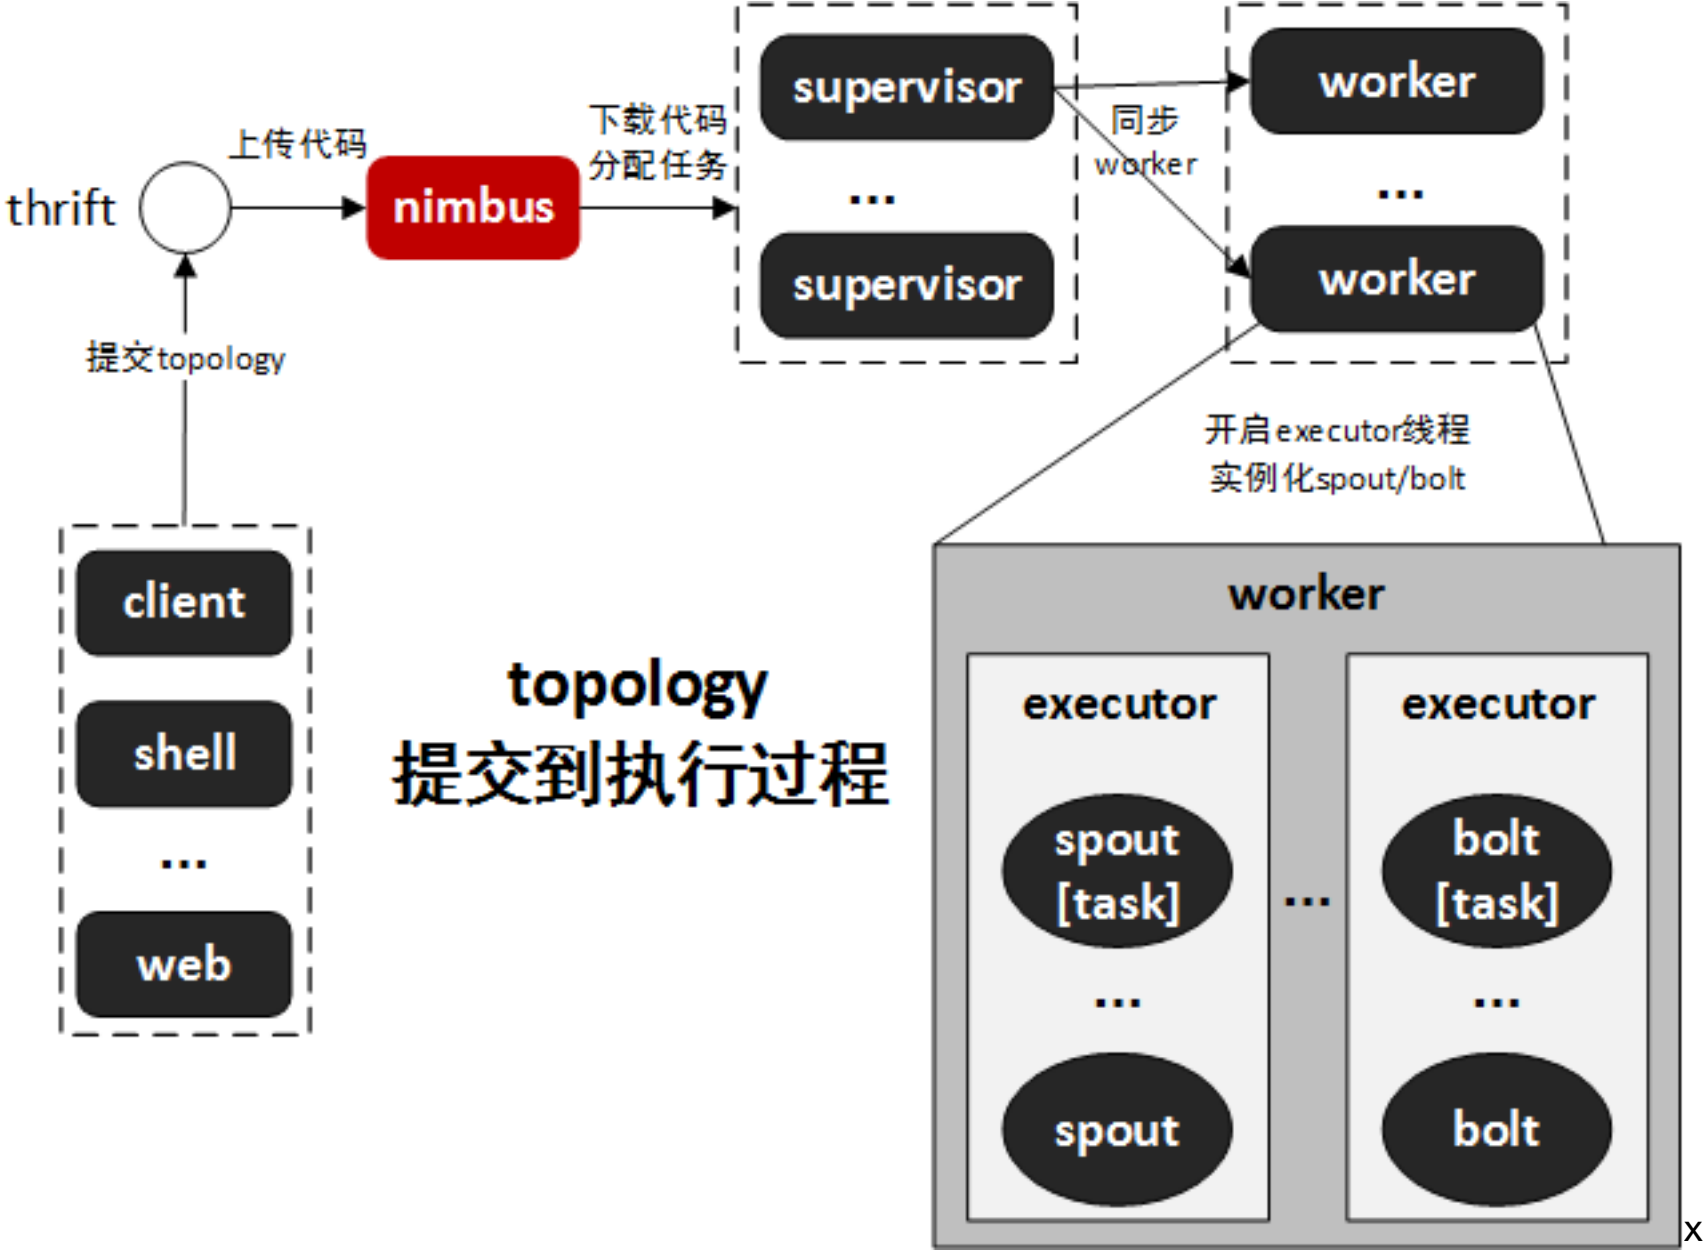 thrift
上传代码
nimbus
下载代码
分配任务
supervisor
...
supervisor
同步
worker
worker
...
worker
提交topology
client
shell
...
web
topology
提交到执行过程
开启executor线程
实例化spout/bolt
worker
executor
spout
[task]
...
spout
...
executor
bolt
[task]
...
bolt
x